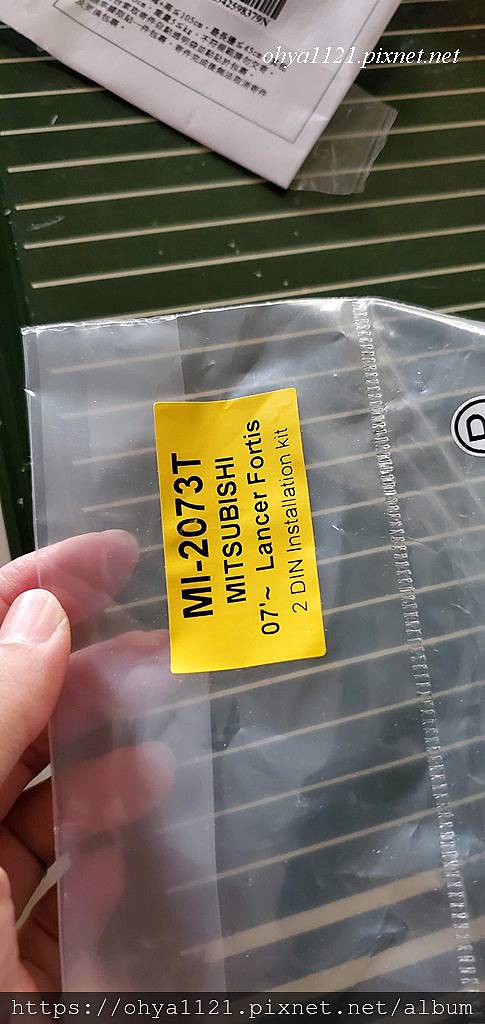 ohya1121.pixnet.net
MI-2073T
MITSUBISHI
07'~ Lancer Fortis
2 DIN Installation kit
D
https://ohya1121.pixnet.net/album